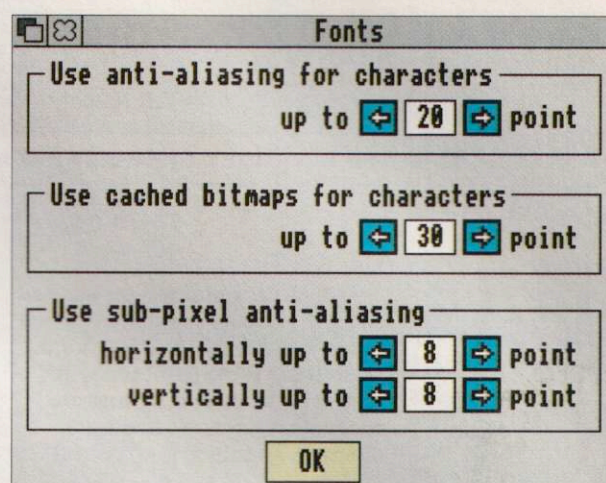 Fonts
Use anti-aliasing for characters
up to 20 point
Use cached bitmaps for characters
up to 30 point
Use sub-pixel anti-aliasing
horizontally up to 8 point
vertically up to 8 point
OK